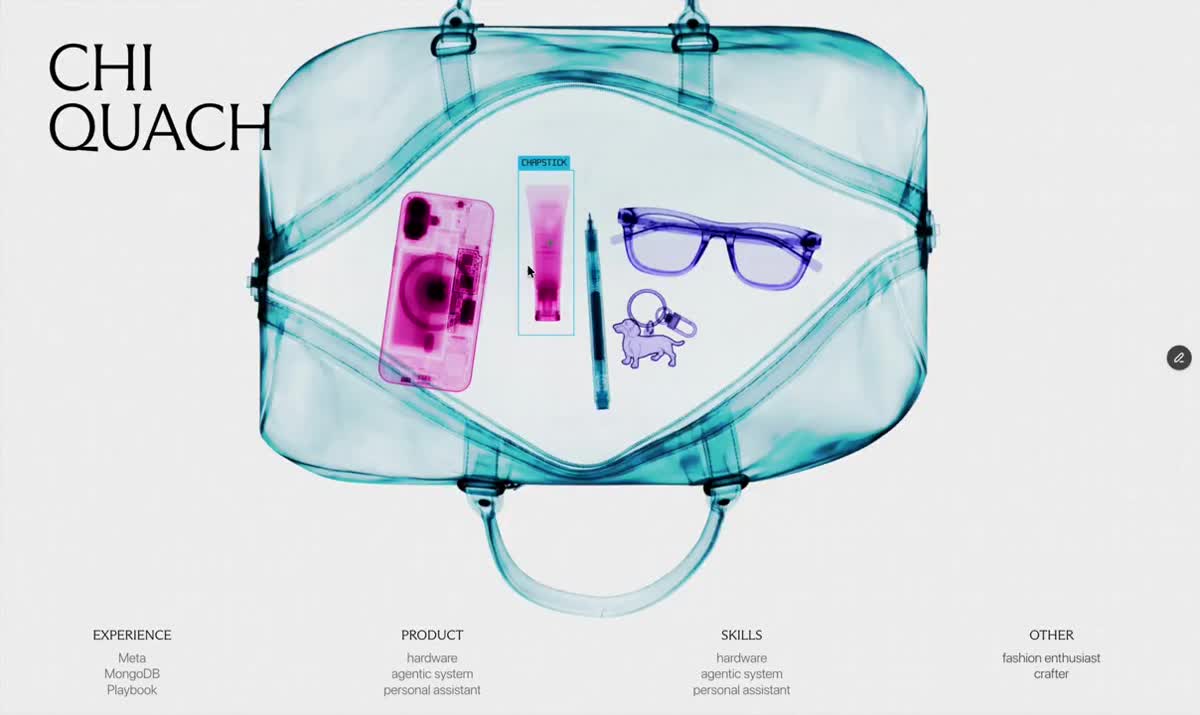 CHI
QUACH
CHAPSTICK
EXPERIENCE
Meta
MongoDB
Playbook
PRODUCT
hardware
agentic system
personal assistant
SKILLS
hardware
agentic system
personal assistant
OTHER
fashion enthusiast
crafter